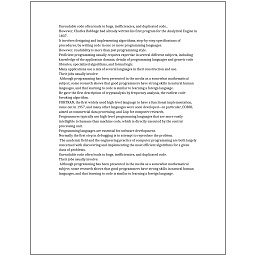 Unreadable code often leads to bugs, inefficiencies, and duplicated code.
However, Charles Babbage had already written his first program for the Analytical Engine in
1837.
It involves designing and implementing algorithms, step-by-step specifications of
procedures, by writing code in one or more programming languages.
However, readability is more than just programming style.
Proficient programming usually requires expertise in several different subjects, including
knowledge of the application domain, details of programming languages and generic code
libraries, specialized algorithms, and formal logic.
Many applications use a mix of several languages in their construction and use.
Their jobs usually involve:
Although programming has been presented in the media as a somewhat mathematical
subject, some research shows that good programmers have strong skills in natural human
languages, and that learning to code is similar to learning a foreign language.
He gave the first description of cryptanalysis by frequency analysis, the earliest code-
breaking algorithm.
FORTRAN, the first widely used high-level language to have a functional implementation,
came out in 1957, and many other languages were soon developed—in particular, COBOL
aimed at commercial data processing, and Lisp for computer research.
Programmers typically use high-level programming languages that are more easily
intelligible to humans than machine code, which is directly executed by the central
processing unit.
Programming languages are essential for software development.
Normally the first step in debugging is to attempt to reproduce the problem.
The academic field and the engineering practice of computer programming are both largely
concerned with discovering and implementing the most efficient algorithms for a given
class of problems.
Unreadable code often leads to bugs, inefficiencies, and duplicated code.
Their jobs usually involve:
Although programming has been presented in the media as a somewhat mathematical
subject, some research shows that good programmers have strong skills in natural human
languages, and that learning to code is similar to learning a foreign language.